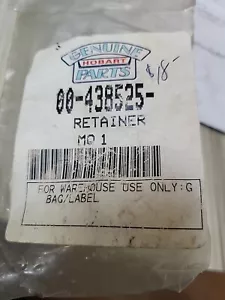 GENUINE
HOBART
PARTS
00-438525-
RETAINER
MO 1
FOR WAREHOUSE USE ONLY:G
BAG/LABEL